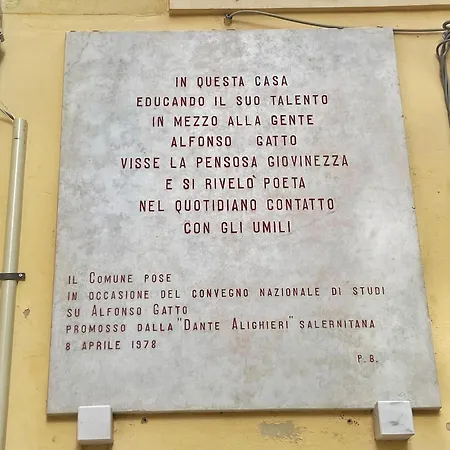 IN QUESTA CASA
EDUCANDO IL SUO TALENTO
IN MEZZO ALLA GENTE
ALFONSO GATTO
VISSE LA PENSOSA GIOVINEZZA
E SI RIVELÒ POETA
NEL QUOTIDIANO CONTATTO
CON GLI UMILI
IL COMUNE POSE
IN OCCASIONE DEL CONVEGNO NAZIONALE DI STUDI
SU ALFONSO GATTO
PROMOSSO DALLA "DANTE ALIGHIERI" SALERNITANA
8 APRILE 1978
P. B.